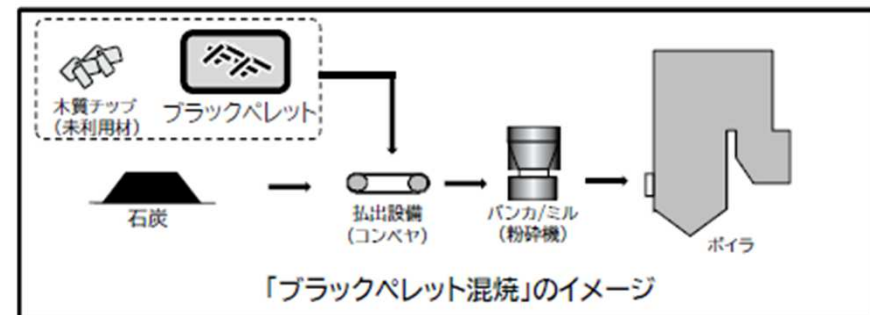 木質チップ
(未利用材)
ブラックペレット
石炭
払出設備
(コンベヤ)
バンカ/ミル
(粉砕機)
ボイラ
「ブラックペレット混焼」のイメージ